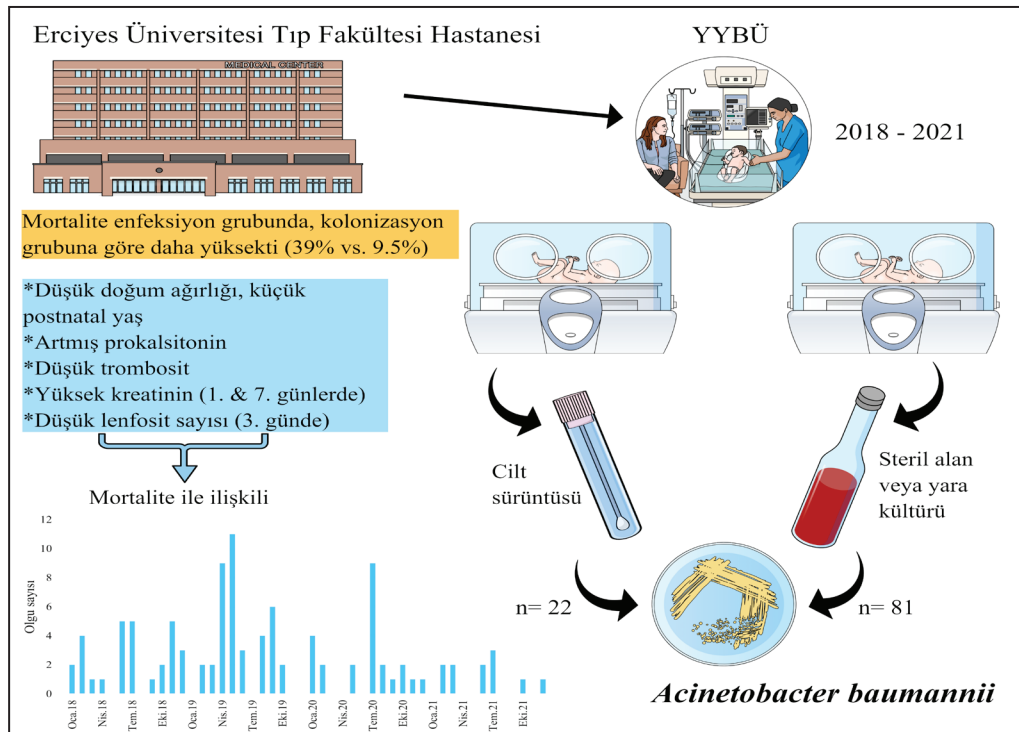 Erciyes Üniversitesi Tıp Fakültesi Hastanesi
MEDICAL CENTER
YYBÜ
2018 - 2021
Mortalite enfeksiyon grubunda, kolonizasyon
grubuna göre daha yüksekti (39% vs. 9.5%)
*Düşük doğum ağırlığı, küçük
postnatal yaş
*Artmış prokalsitonin
*Düşük trombosit
*Yüksek kreatinin (1. & 7. günlerde)
*Düşük lenfosit sayısı (3. günde)
Mortalite ile ilişkili
Cilt
sürüntüsü
Steril alan
veya yara
kültürü
n= 22
n= 81
Acinetobacter baumannii
Olgu sayısı
12
10
8
6
4
2
0
Oca.18
Nis.18
Tem.18
Eki.18
Oca.19
Nis.19
Tem.19
Eki.19
Oca.20
Nis.20
Tem.20
Eki.20
Oca.21
Nis.21
Tem.21
Eki.21